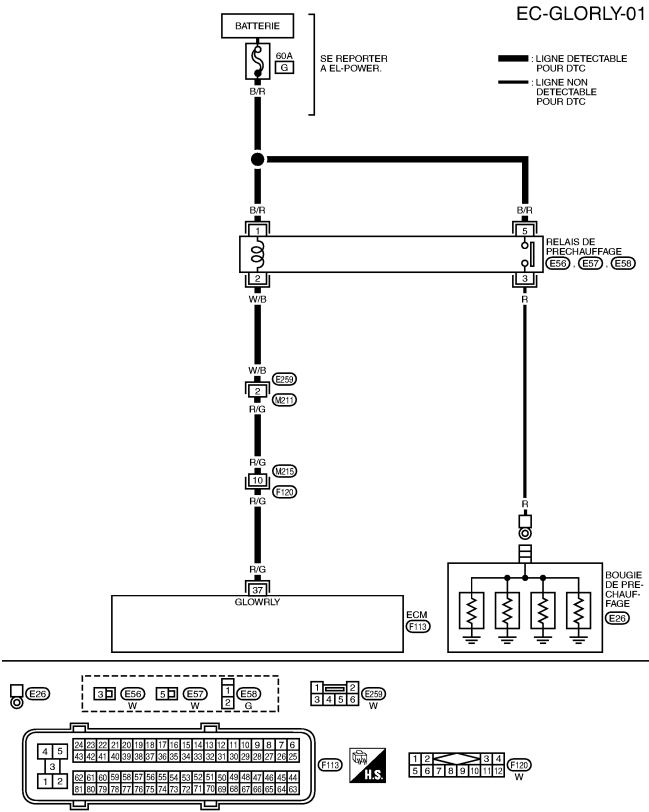 EC-GLORLY-01
BATTERIE
60A
G
SE REPORTER
A EL-POWER.
: LIGNE DETECTABLE
POUR DTC
: LIGNE NON
DETECTABLE
POUR DTC
B/R
B/R
B/R
1
5
RELAIS DE
PRECHAUFFAGE
E56 , E57 , E58
2
3
W/B
R
W/B
E259
2
M211
R/G
R/G
M215
10
F120
R/G
R
R/G
37
GLOWRLY
ECM
F113
BOUGIE
DE PRE-
CHAUF-
FAGE
E26
E26
3 E56
W
5 E57
W
1
2
E58
G
1 2
3 4 5 6
E259
W
4 5
3
1 2
24 23 22 21 20 19 18 17 16 15 14 13 12 11 10 9 8 7 6
43 42 41 40 39 38 37 36 35 34 33 32 31 30 29 28 27 26 25
62 61 60 59 58 57 56 55 54 53 52 51 50 49 48 47 46 45 44
81 80 79 78 77 76 75 74 73 72 71 70 69 68 67 66 65 64 63
F113
H.S.
1 2 3 4
5 6 7 8 9 10 11 12
F120
W